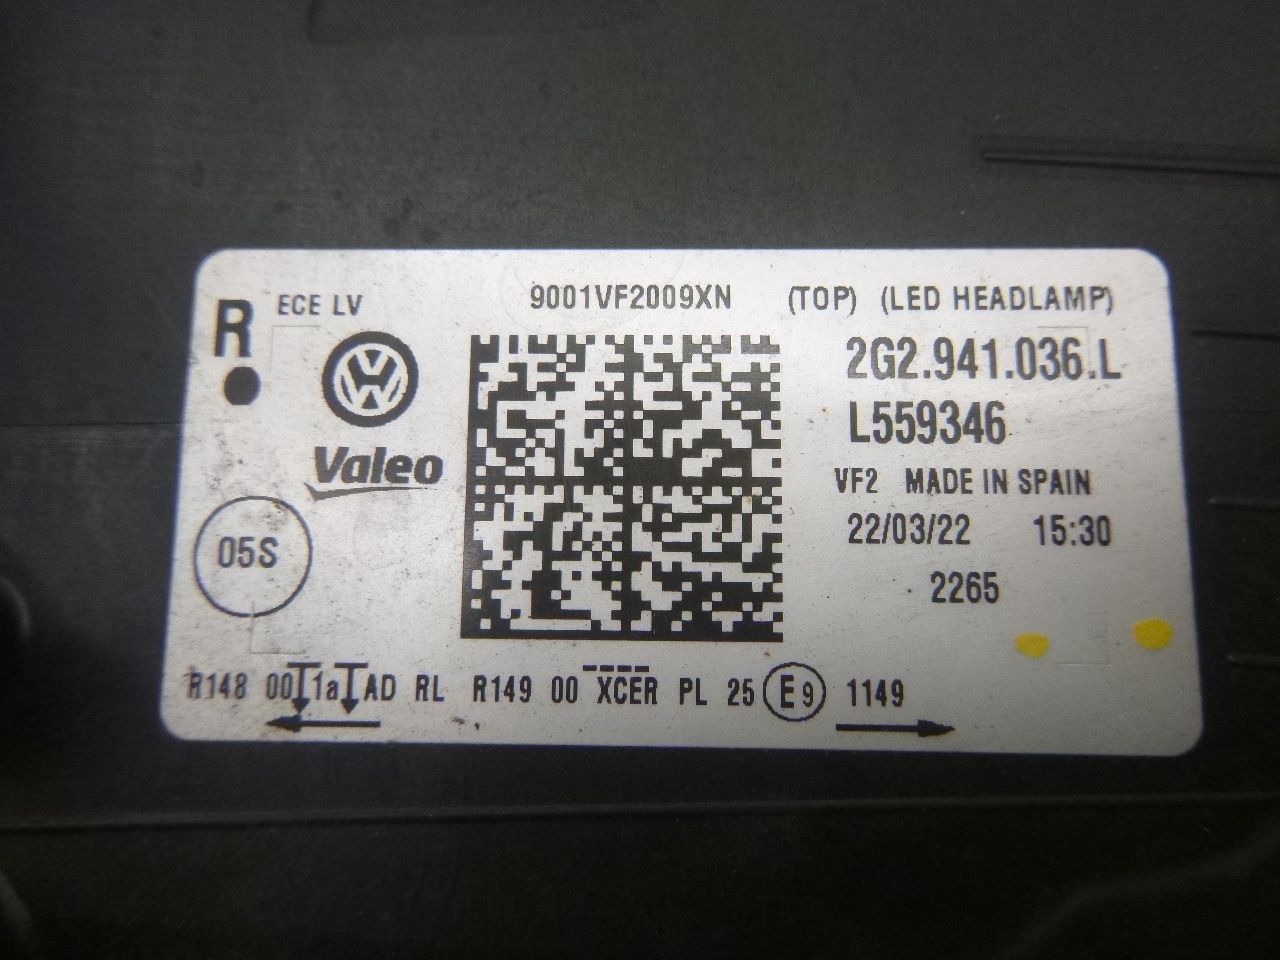 R ECE LV 9001VF2009XN (TOP) (LED HEADLAMP)
2G2.941.036.L
L559346
Valeo
VF2 MADE IN SPAIN
22/03/22 15:30
05S
2265
R148 00 1a AD RL R149 00 XCER PL 25 E9 1149